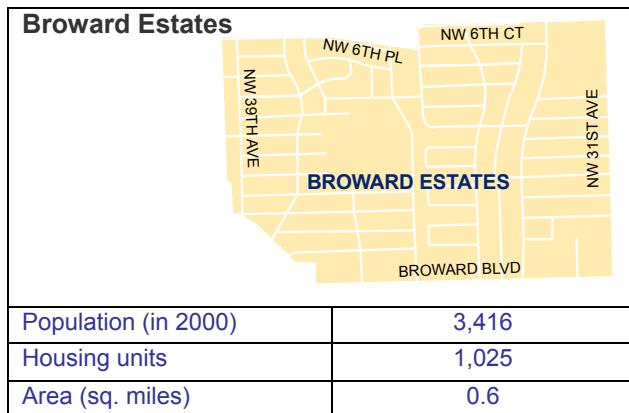 Broward Estates
NW 6TH PL
NW 6TH CT
NW 39TH AVE
NW 31ST AVE
BROWARD ESTATES
BROWARD BLVD
Population (in 2000) 3,416
Housing units 1,025
Area (sq. miles) 0.6